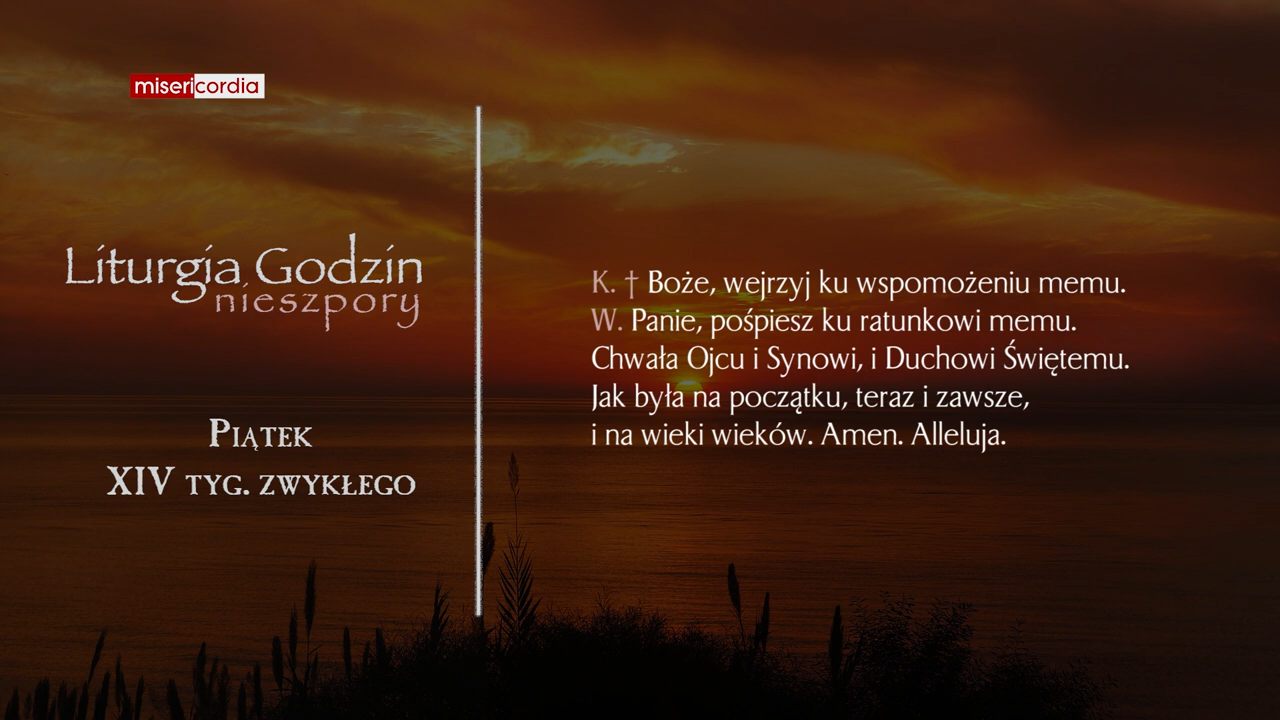 misericordia
Liturgia Godzin
nieszpory
Piątek
XIV tyg. zwykłego
K. † Boże, wejrzyj ku wspomożeniu memu.
W. Panie, pośpiesz ku ratunkowi memu.
Chwała Ojcu i Synowi, i Duchowi Świętemu.
Jak była na początku, teraz i zawsze,
i na wieki wieków. Amen. Alleluja.